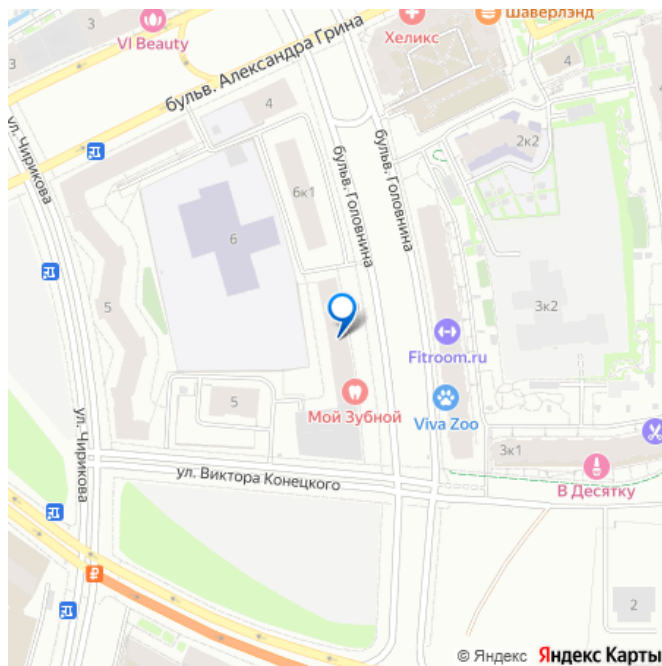 Шаверлэнд
3
VI Beauty
3
Хеликс
бульв. Александра Грина
4
4
2к2
ул. Чирикова
бульв. Головнина
бульв. Головнина
6к1
6
3к2
5
Fitroom.ru
5
Мой Зубной
Viva Zoo
ул. Чирикова
3к1
ул. Виктора Конецкого
В Десятку
₽
2
© Яндекс Яндекс Карты